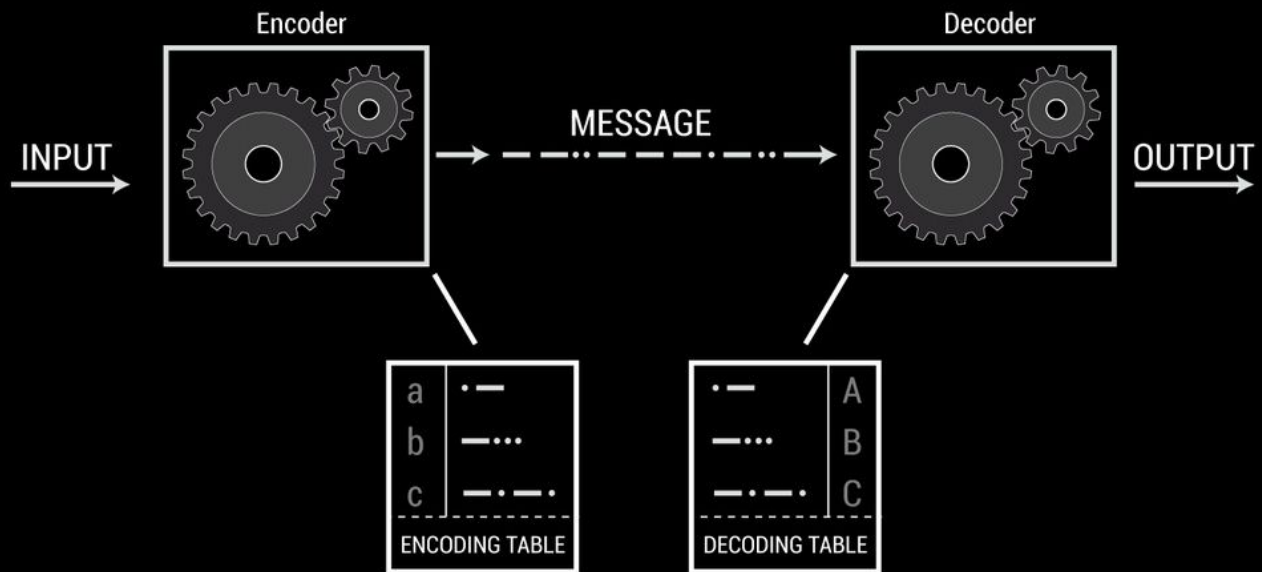 Encoder
Decoder
INPUT
MESSAGE
OUTPUT
a
b
c
ENCODING TABLE
A
B
C
DECODING TABLE